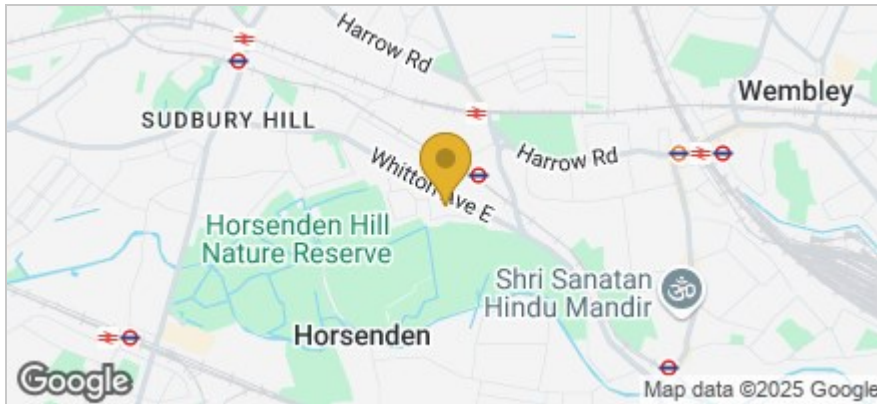 Harrow Rd
Wembley
SUDBURY HILL
Harrow Rd
Whitton Ave E
Horsenden Hill
Nature Reserve
Shri Sanatan
Hindu Mandir
ॐ
Horsenden
Google
Map data ©2025 Google